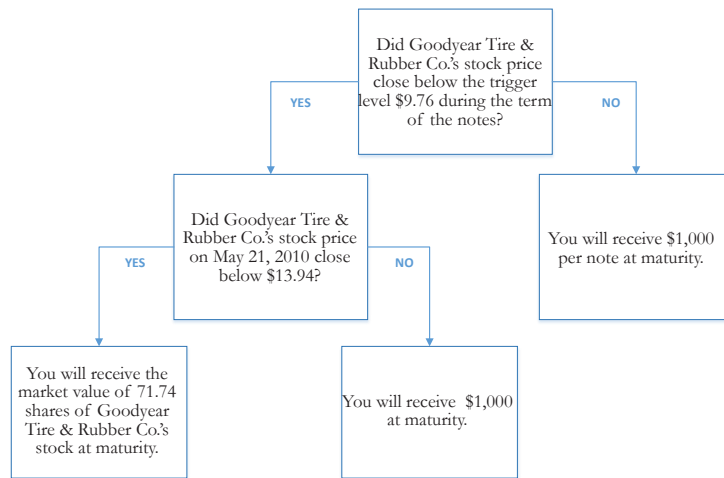 Did Goodyear Tire &
Rubber Co.'s stock price
close below the trigger
level $9.76 during the term
of the notes?
YES
NO
Did Goodyear Tire &
Rubber Co.'s stock price
on May 21, 2010 close
below $13.94?
You will receive $1,000
per note at maturity.
YES
NO
You will receive the
market value of 71.74
shares of Goodyear
Tire & Rubber Co.'s
stock at maturity.
You will receive $1,000
at maturity.